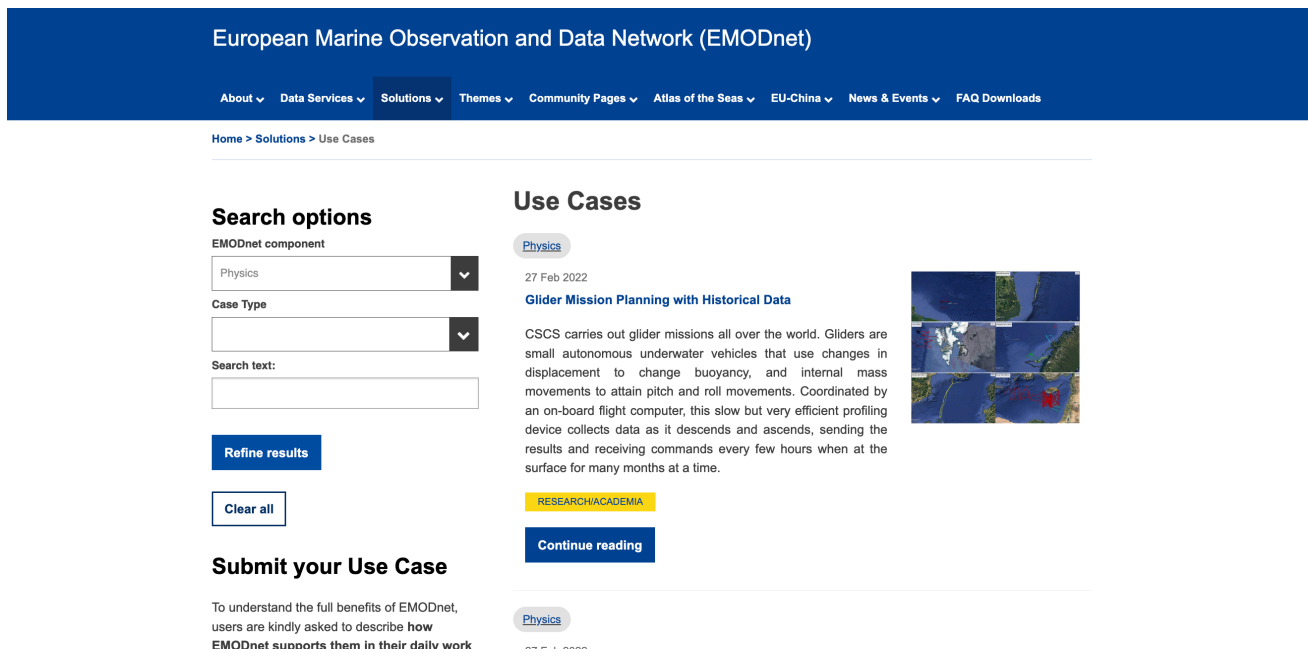 European Marine Observation and Data Network (EMODnet)
About Data Services Solutions Themes Community Pages Atlas of the Seas EU-China News & Events FAQ Downloads
Home > Solutions > Use Cases
Search options
EMODnet component
Physics
Case Type
Search text:
Refine results
Clear all
Submit your Use Case
To understand the full benefits of EMODnet,
users are kindly asked to describe how
EMODnet supports them in their daily work
Use Cases
Physics
27 Feb 2022
Glider Mission Planning with Historical Data
CSCS carries out glider missions all over the world. Gliders are
small autonomous underwater vehicles that use changes in
displacement to change buoyancy, and internal mass
movements to attain pitch and roll movements. Coordinated by
an on-board flight computer, this slow but very efficient profiling
device collects data as it descends and ascends, sending the
results and receiving commands every few hours when at the
surface for many months at a time.
RESEARCH/ACADEMIA
Continue reading
Physics